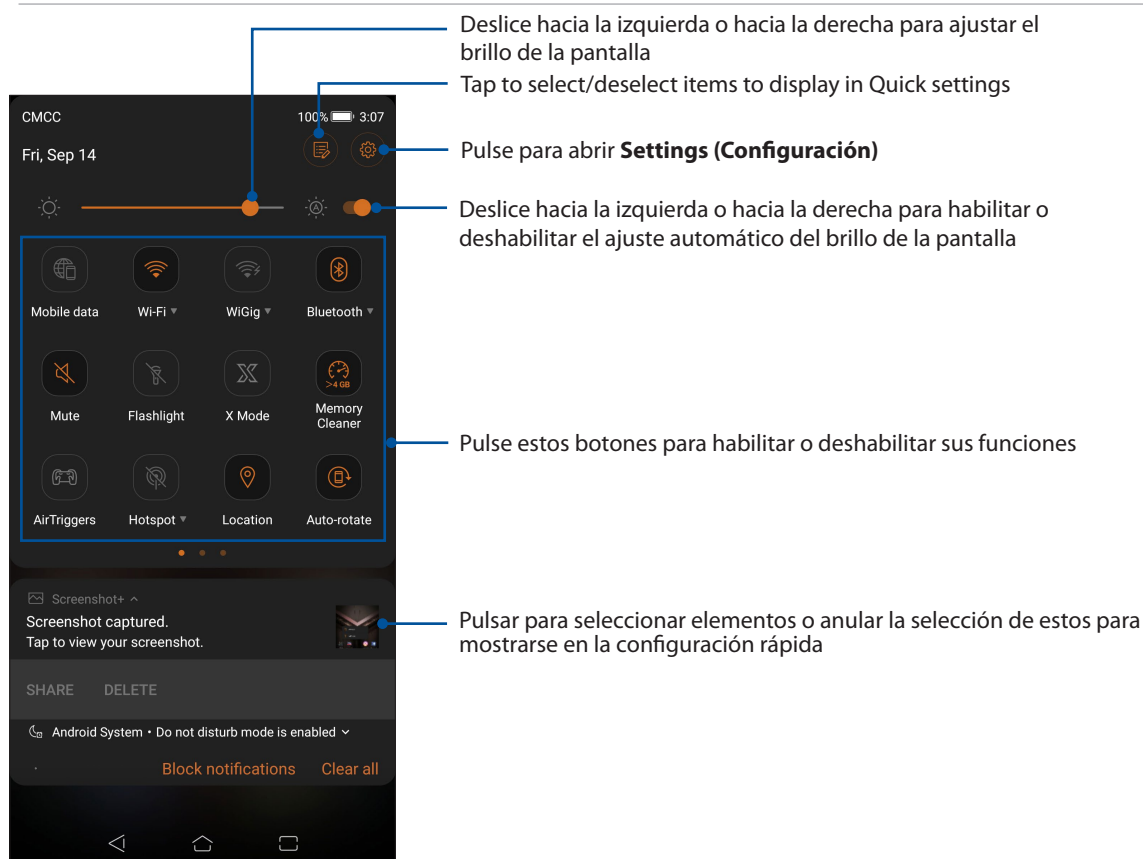 Deslice hacia la izquierda o hacia la derecha para ajustar el
brillo de la pantalla
Tap to select/deselect items to display in Quick settings
CMCC 100% 3:07
Fri, Sep 14
Pulse para abrir Settings (Configuración)
Deslice hacia la izquierda o hacia la derecha para habilitar o
deshabilitar el ajuste automático del brillo de la pantalla
A
Mobile data Wi-Fi WiGig Bluetooth
>4 GB
Mute Flashlight X Mode Memory
Cleaner
Pulse estos botones para habilitar o deshabilitar sus funciones
AirTriggers Hotspot Location Auto-rotate
Screenshot+
Screenshot captured.
Tap to view your screenshot.
Pulsar para seleccionar elementos o anular la selección de estos para
mostrarse en la configuración rápida
SHARE DELETE
Android System • Do not disturb mode is enabled
Block notifications Clear all